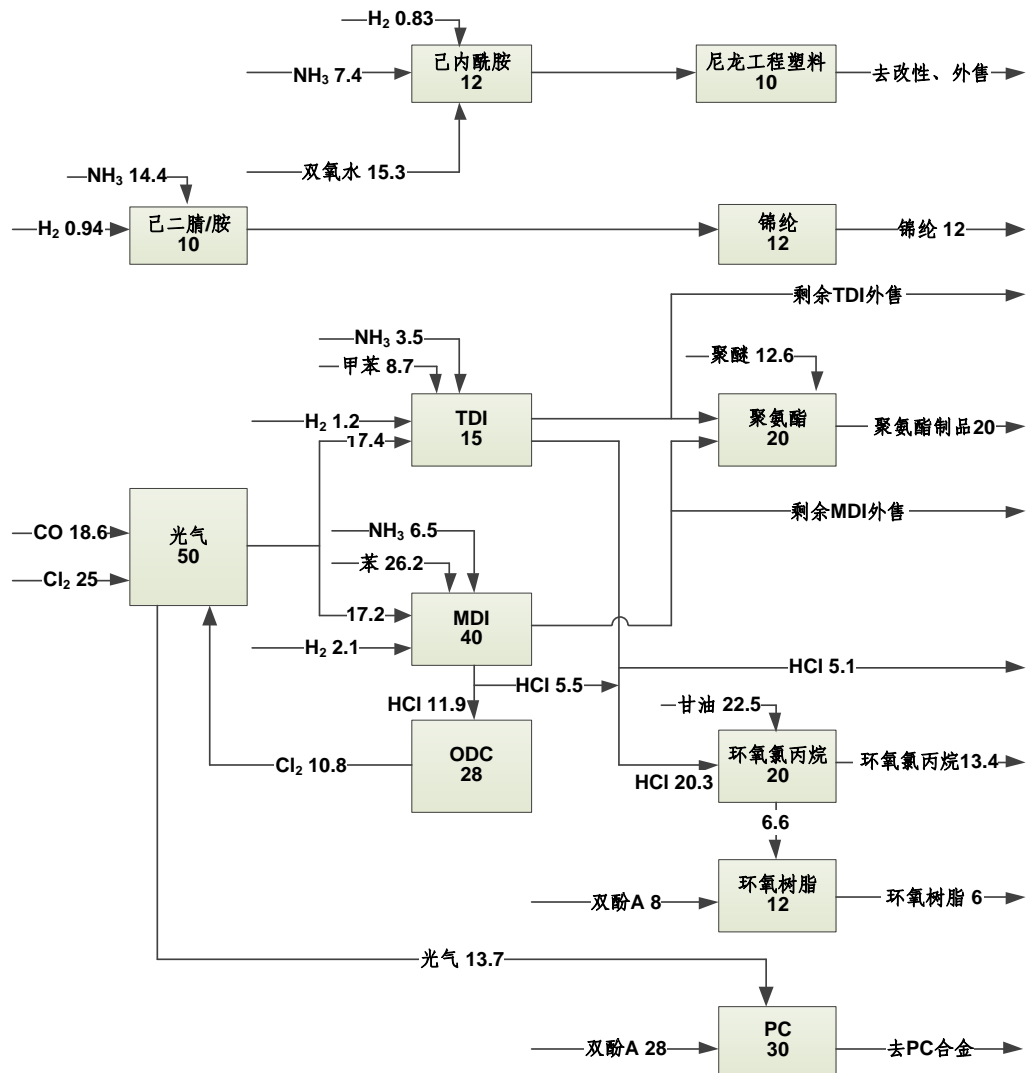 H₂ 0.83
NH₃ 7.4
己内酰胺
12
尼龙工程塑料
10
去改性、外售
双氧水 15.3
NH₃ 14.4
H₂ 0.94
己二腈/胺
10
锦纶
12
锦纶 12
剩余TDI外售
NH₃ 3.5
甲苯 8.7
聚醚 12.6
H₂ 1.2
17.4
TDI
15
聚氨酯
20
聚氨酯制品20
CO 18.6
Cl₂ 25
光气
50
NH₃ 6.5
苯 26.2
剩余MDI外售
17.2
H₂ 2.1
MDI
40
HCl 5.5
HCl 5.1
HCl 11.9
甘油 22.5
Cl₂ 10.8
ODC
28
HCl 20.3
环氧氯丙烷
20
环氧氯丙烷13.4
6.6
双酚A 8
环氧树脂
12
环氧树脂 6
光气 13.7
双酚A 28
PC
30
去PC合金